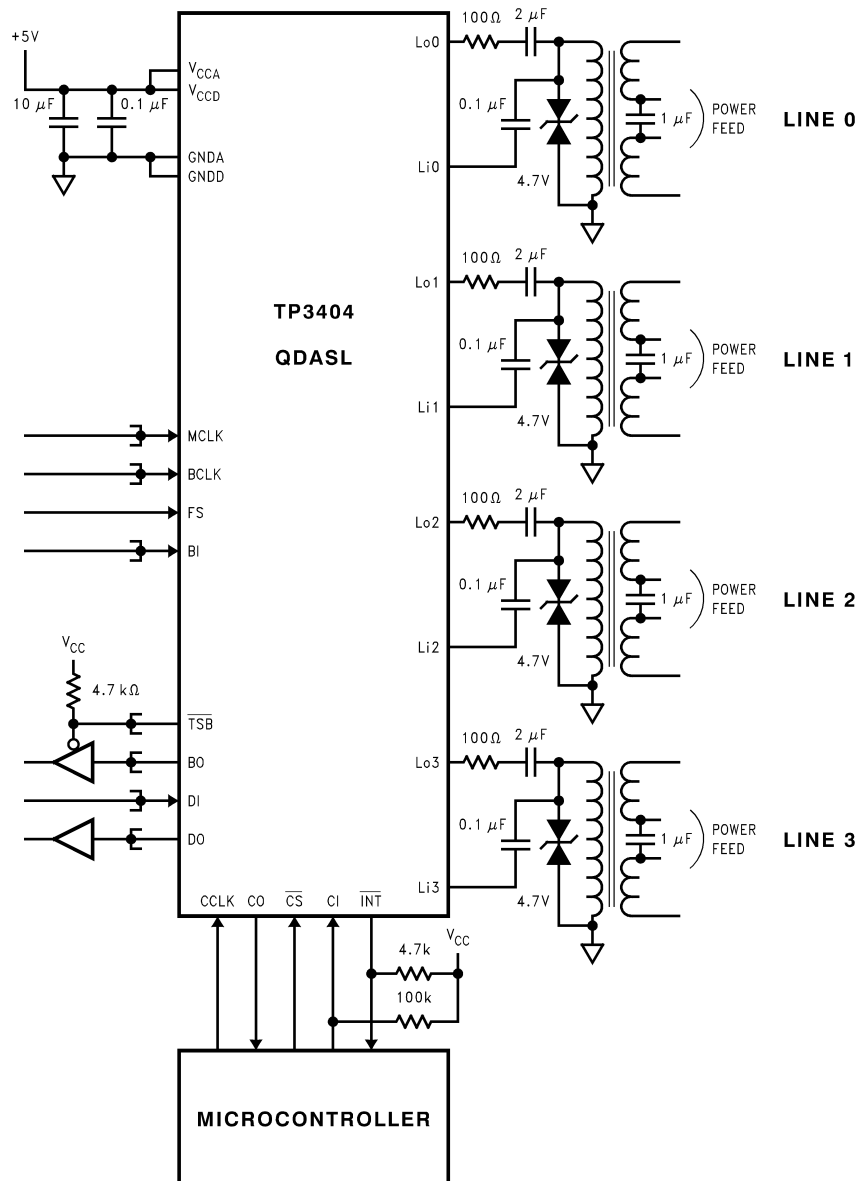 +5V
10 μF
0.1 μF
VCCA
VCCD
GNDA
GNDD
TP3404
QDASL
MCLK
BCLK
FS
BI
VCC
4.7 kΩ
TSB
BO
DI
DO
CCLK CO CS CI INT
Lo0
100Ω
2 μF
0.1 μF
Li0
4.7V
1 μF
POWER
FEED
LINE 0
Lo1
100Ω
2 μF
0.1 μF
Li1
4.7V
1 μF
POWER
FEED
LINE 1
Lo2
100Ω
2 μF
0.1 μF
Li2
4.7V
1 μF
POWER
FEED
LINE 2
Lo3
100Ω
2 μF
0.1 μF
Li3
4.7V
1 μF
POWER
FEED
LINE 3
VCC
4.7k
100k
MICROCONTROLLER